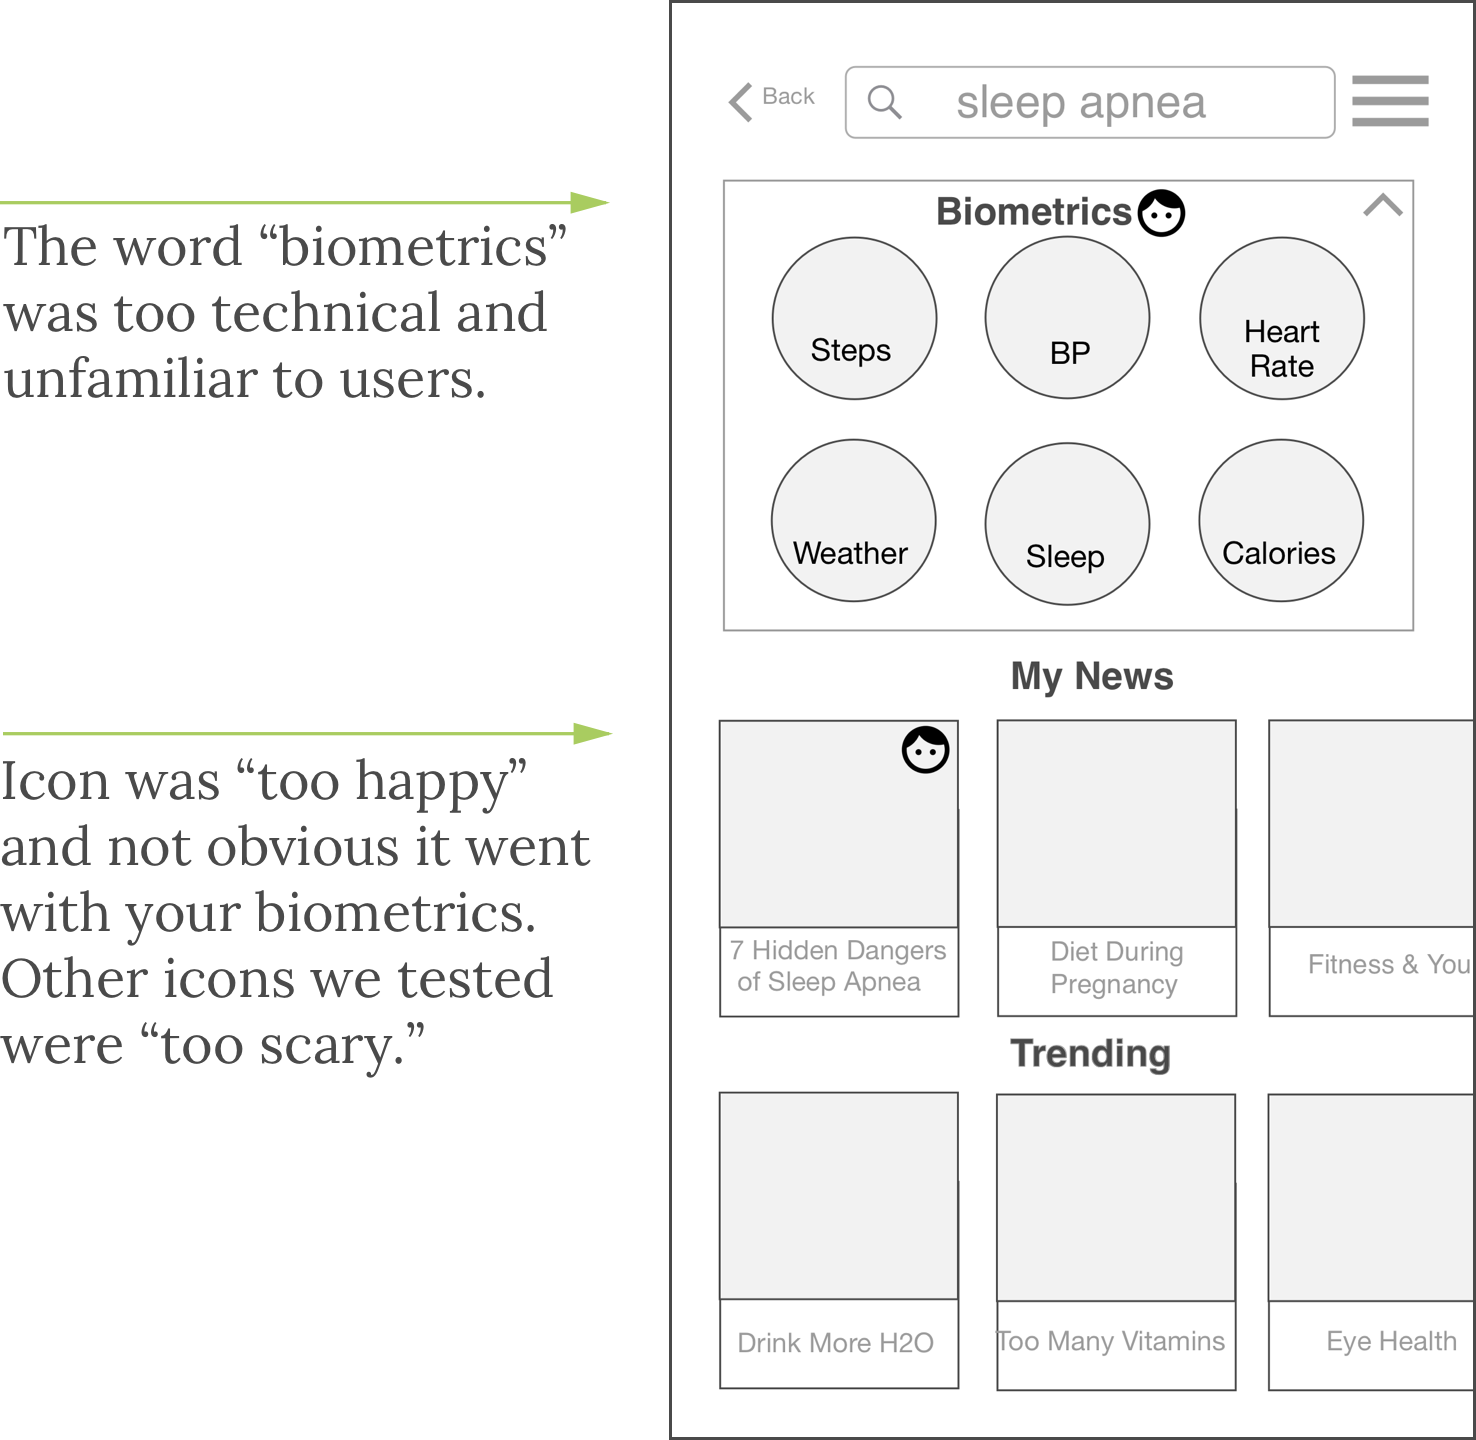 The word “biometrics”
was too technical and
unfamiliar to users.
Icon was “too happy”
and not obvious it went
with your biometrics.
Other icons we tested
were “too scary.”
Back
sleep apnea
Biometrics
Steps
BP
Heart
Rate
Weather
Sleep
Calories
My News
7 Hidden Dangers
of Sleep Apnea
Diet During
Pregnancy
Fitness & You
Trending
Drink More H2O
Too Many Vitamins
Eye Health